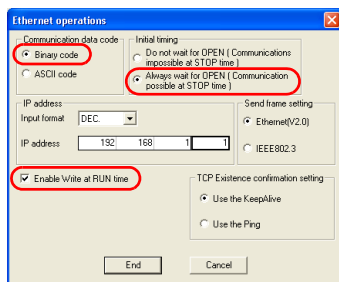 Ethernet operations
Communication data code
Binary code
ASCII code
Initial timing
Do not wait for OPEN ( Communications
impossible at STOP time )
Always wait for OPEN ( Communication
possible at STOP time )
IP address
Input format DEC.
IP address 192 168 1 1
Send frame setting
Ethernet(V2.0)
IEEE802.3
Enable Write at RUN time
TCP Existence confirmation setting
Use the KeepAlive
Use the Ping
End
Cancel